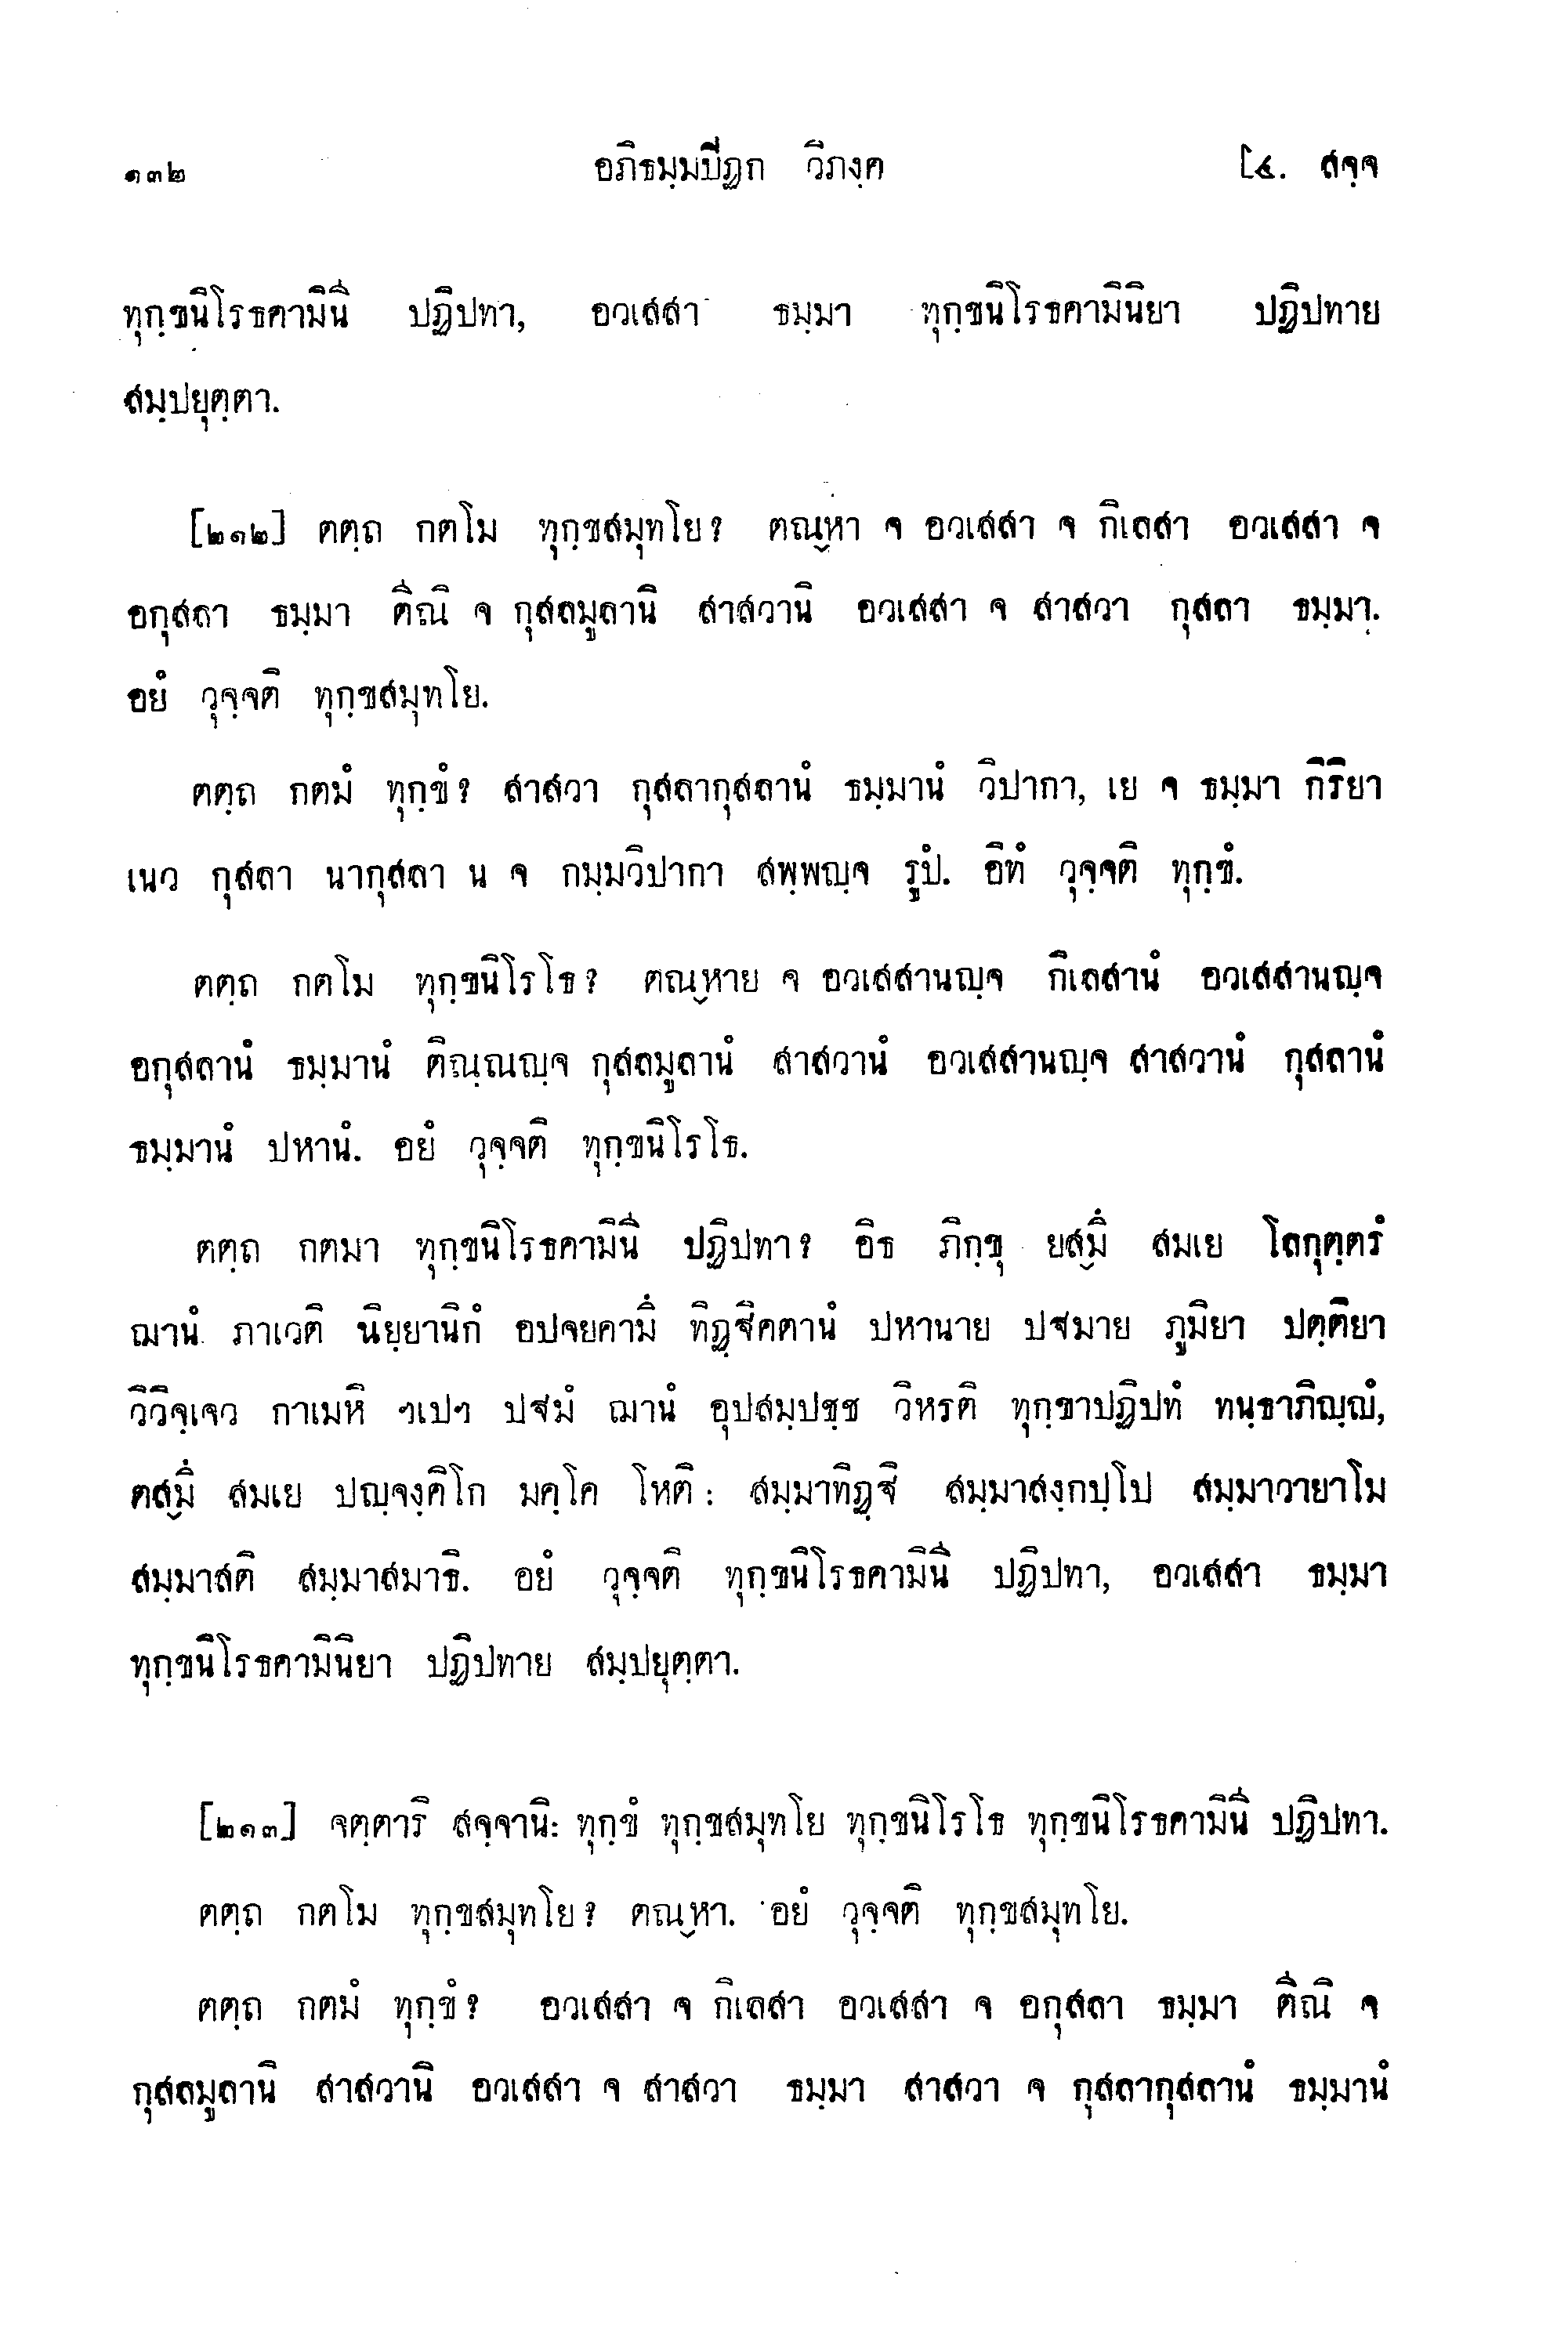 ๑๓๒ อภิธมฺมปิฏก วิภงฺค [๔. สจฺจ
ทุกฺขนิโรธคามินี ปฏิปทา, อวเสสา ธมฺมา ทุกฺขนิโรธคามินิยา ปฏิปทาย
สมฺปยุตฺตา.
[๒๑๒] ตตฺถ กตโม ทุกฺขสมุทโย? ตณฺหา จ อวเสสา จ กิเลสา อวเสสา จ
อกุสลา ธมฺมา ตีณิ จ กุสลมูลานิ สาสวานิ อวเสสา จ สาสวา กุสลา ธมฺมา.
อยํ วุจฺจติ ทุกฺขสมุทโย.
ตตฺถ กตมํ ทุกฺขํ? สาสวา กุสลากุสลานํ ธมฺมานํ วิปากา, เย จ ธมฺมา กิริยา
เนว กุสลา นากุสลา น จ กมฺมวิปากา สพฺพญฺจ รูปํ. อิทํ วุจฺจติ ทุกฺขํ.
ตตฺถ กตโม ทุกฺขนิโรโธ? ตณฺหาย จ อวเสสานญฺจ กิเลสานํ อวเสสานญฺจ
อกุสลานํ ธมฺมานํ ติณฺณญฺจ กุสลมูลานํ สาสวานํ อวเสสานญฺจ สาสวานํ กุสลานํ
ธมฺมานํ ปหานํ. อยํ วุจฺจติ ทุกฺขนิโรโธ.
ตตฺถ กตมา ทุกฺขนิโรธคามินี ปฏิปทา? อิธ ภิกฺขุ ยสฺมึ สมเย โลกุตฺตรํ
ฌานํ ภาเวติ นิยฺยานิกํ อปจยคามึ ทิฏฺฐิคตานํ ปหานาย ปฐมาย ภูมิยา ปตฺติยา
วิวิจฺเจว กาเมหิ ฯเปฯ ปฐมํ ฌานํ อุปสมฺปชฺช วิหรติ ทุกฺขาปฏิปทํ ทนฺธาภิญฺญํ,
ตสฺมึ สมเย ปญฺจงฺคิโก มคฺโค โหติ: สมฺมาทิฏฺฐิ สมฺมาสงฺกปฺโป สมฺมาวายาโม
สมฺมาสติ สมฺมาสมาธิ. อยํ วุจฺจติ ทุกฺขนิโรธคามินี ปฏิปทา, อวเสสา ธมฺมา
ทุกฺขนิโรธคามินิยา ปฏิปทาย สมฺปยุตฺตา.
[๒๑๓] จตฺตาริ สจฺจานิ: ทุกฺขํ ทุกฺขสมุทโย ทุกฺขนิโรโธ ทุกฺขนิโรธคามินี ปฏิปทา.
ตตฺถ กตโม ทุกฺขสมุทโย? ตณฺหา. อยํ วุจฺจติ ทุกฺขสมุทโย.
ตตฺถ กตมํ ทุกฺขํ? อวเสสา จ กิเลสา อวเสสา จ อกุสลา ธมฺมา ตีณิ จ
กุสลมูลานิ สาสวานิ อวเสสา จ สาสวา ธมฺมา สาสวา จ กุสลากุสลานํ ธมฺมานํ